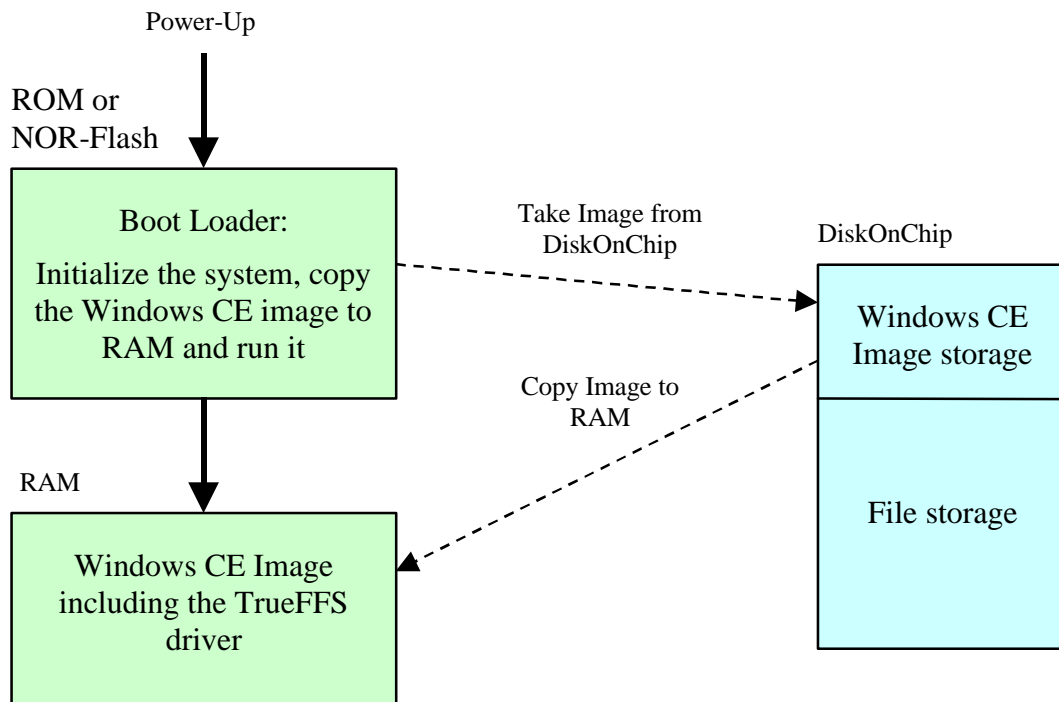 Power-Up
ROM or
NOR-Flash
Boot Loader:
Initialize the system, copy
the Windows CE image to
RAM and run it
Take Image from
DiskOnChip
DiskOnChip
Windows CE
Image storage
Copy Image to
RAM
File storage
RAM
Windows CE Image
including the TrueFFS
driver